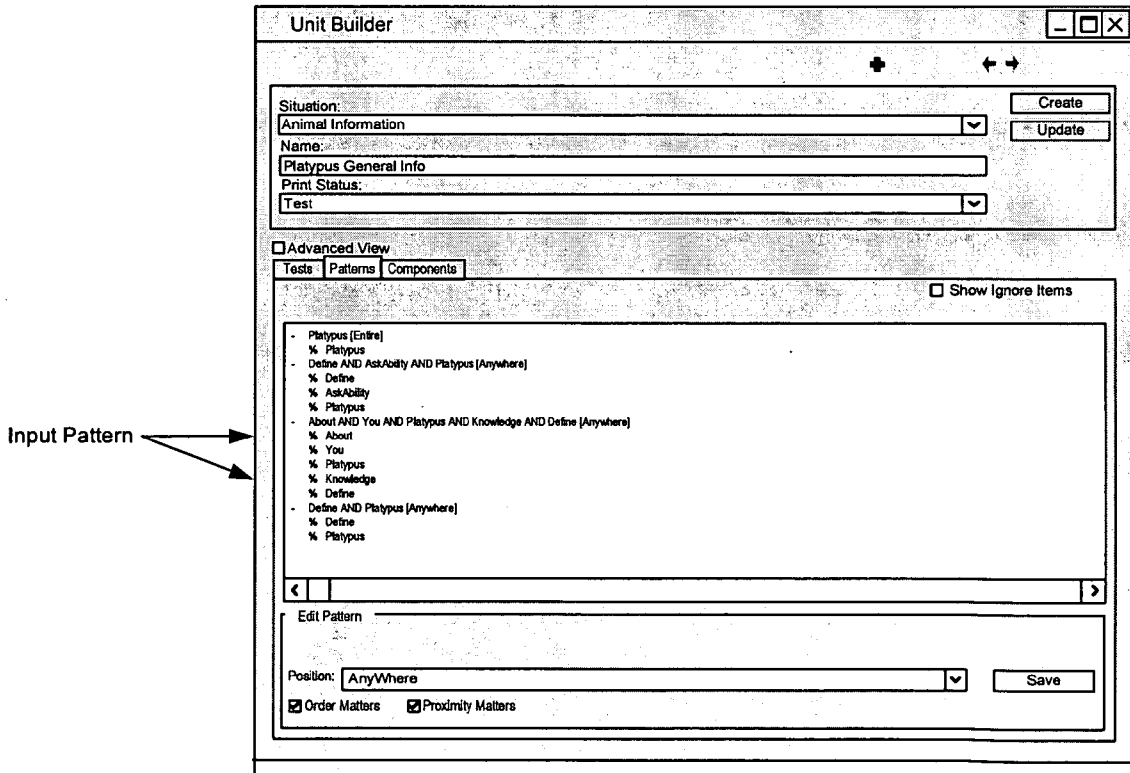 Unit Builder
Situation:
Create
Animal Information
Update
Name:
Platypus General Info
Print Status:
Test
Advanced View
Tests Patterns Components
Show Ignore Items
- Platypus [Entire]
% Platypus
- Define AND AskAbility AND Platypus [Anywhere]
% Define
% AskAbility
% Platypus
- About AND You AND Platypus AND Knowledge AND Define [Anywhere]
Input Pattern
% About
% You
% Platypus
% Knowledge
% Define
- Define AND Platypus [Anywhere]
% Define
% Platypus
Edit Pattern
Position: AnyWhere
Save
Order Matters Proximity Matters